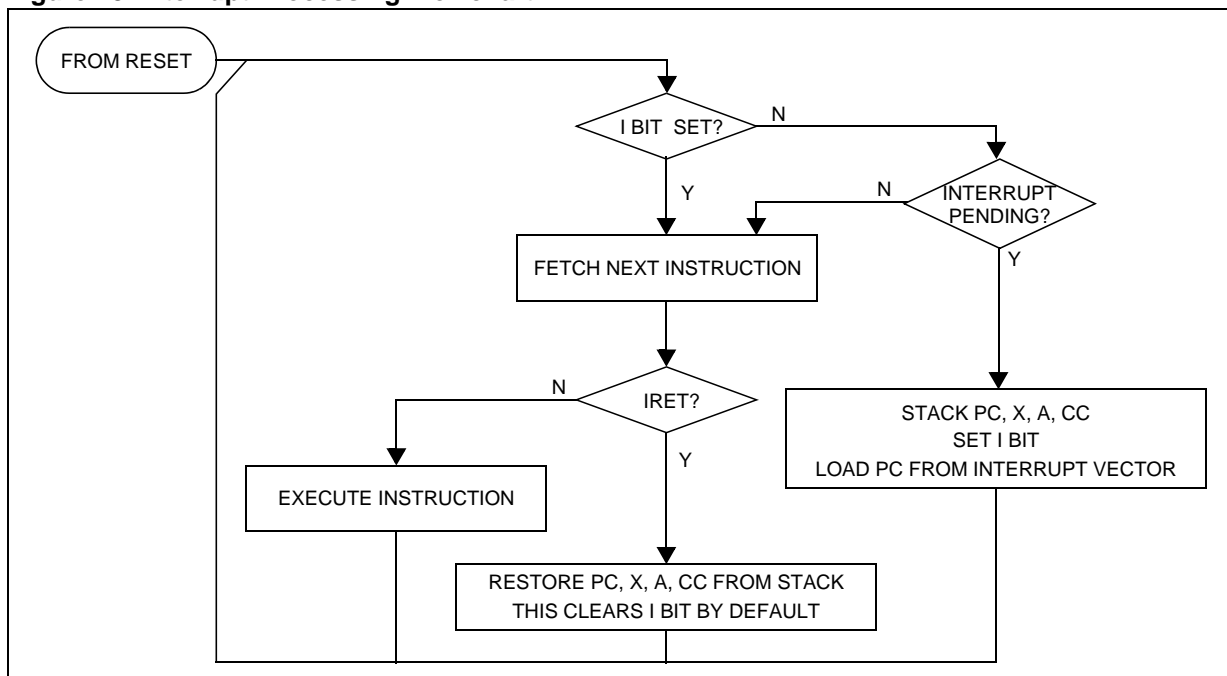 FROM RESET
I BIT SET?
N
Y
N
INTERRUPT
PENDING?
Y
FETCH NEXT INSTRUCTION
N
IRET?
Y
STACK PC, X, A, CC
SET I BIT
LOAD PC FROM INTERRUPT VECTOR
EXECUTE INSTRUCTION
RESTORE PC, X, A, CC FROM STACK
THIS CLEARS I BIT BY DEFAULT